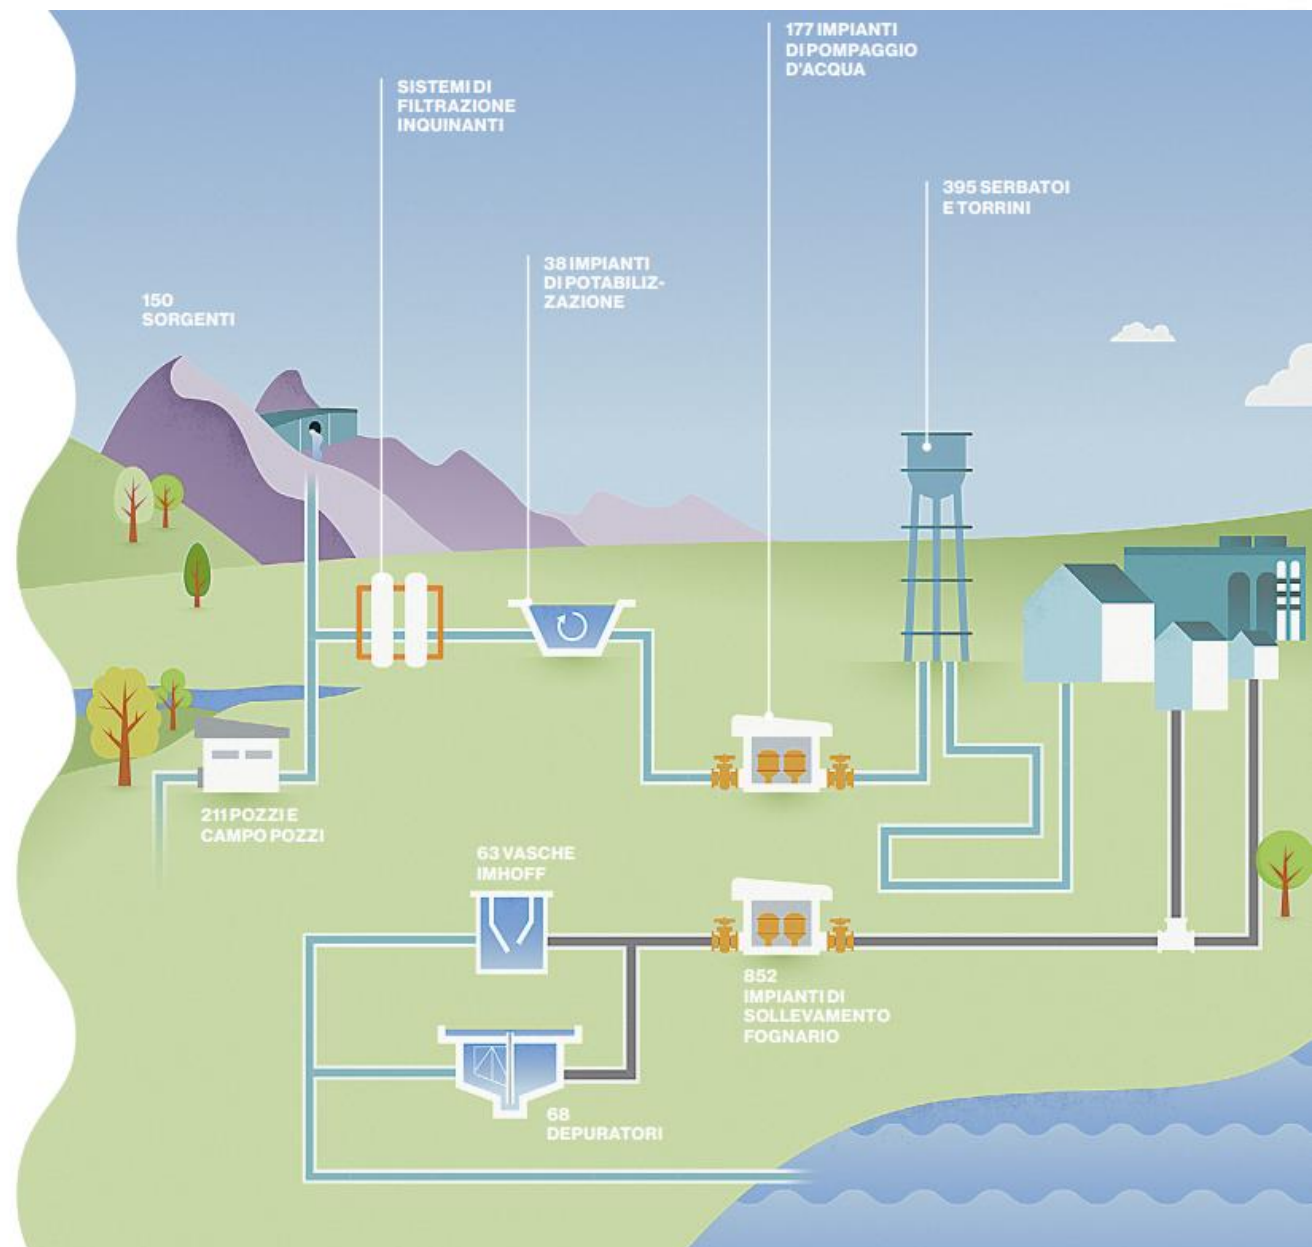 177 IMPIANTI
DI POMPAGGIO
D'ACQUA
SISTEMI DI
FILTRAZIONE
INQUINANTI
395 SERBATOI
E TORRINI
38 IMPIANTI
DI POTABILIZ-
ZAZIONE
150
SORGENTI
211 POZZI E
CAMPO POZZI
63 VASCHE
IMHOFF
852
IMPIANTI DI
SOLLEVAMENTO
FOGNARIO
68
DEPURATORI